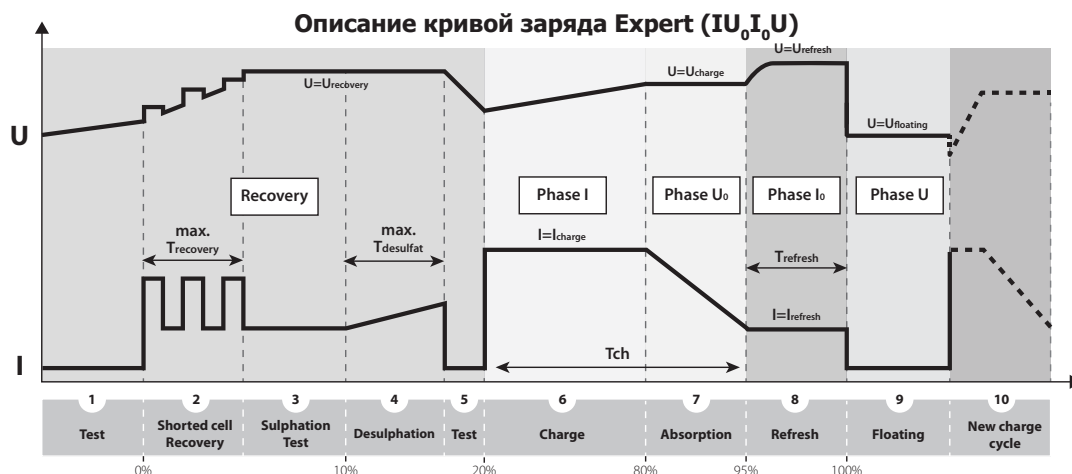 Описание кривой заряда Expert (IU₀I₀U)
U=Urefresh
U=Urecovery
U=Ucharge
U
U=Ufloating
Recovery
Phase I
Phase U₀
Phase I₀
Phase U
max.
Trecovery
max.
Tdesulfat
I=Icharge
Trefresh
I=Irefresh
Tch
I
1
2
3
4
5
6
7
8
9
10
Test
Shorted cell
Recovery
Sulphation
Test
Desulphation
Test
Charge
Absorption
Refresh
Floating
New charge
cycle
0%
10%
20%
80%
95%
100%